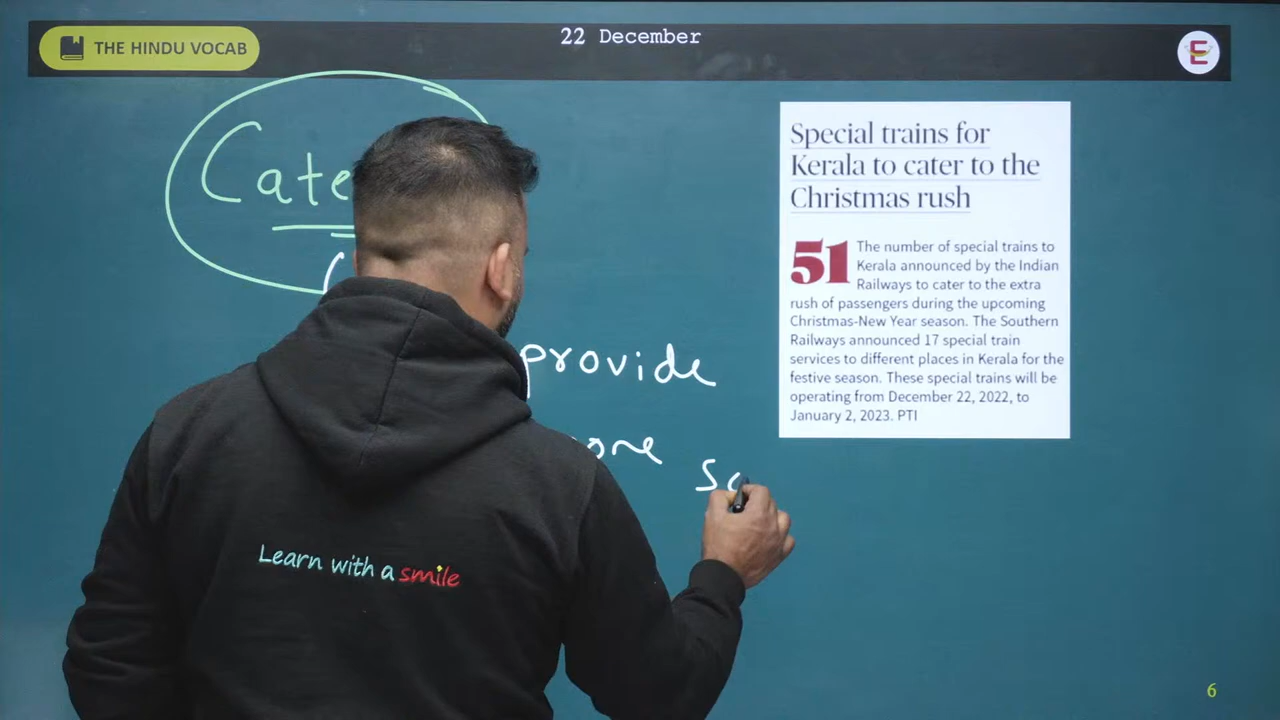 THE HINDU VOCAB
22 December
Cate
Special trains for
Kerala to cater to the
Christmas rush
51
The number of special trains to
Kerala announced by the Indian
Railways to cater to the extra
rush of passengers during the upcoming
Christmas-New Year season. The Southern
Railways announced 17 special train
services to different places in Kerala for the
festive season. These special trains will be
operating from December 22, 2022, to
January 2, 2023. PTI
provide
Learn with a smile
6